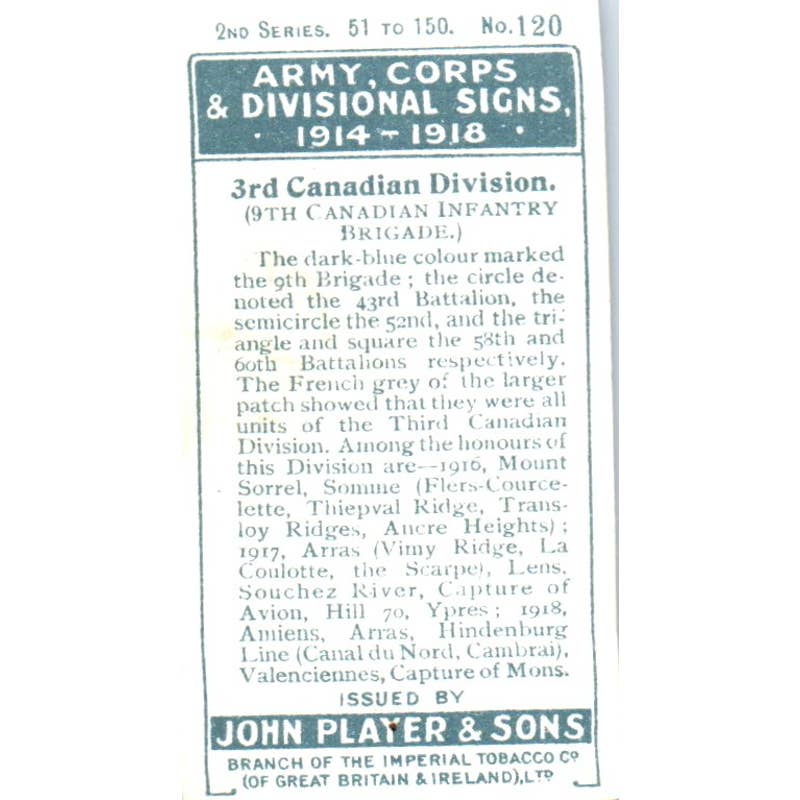 2ND SERIES. 51 TO 150. No.120
ARMY, CORPS
& DIVISIONAL SIGNS,
· 1914-1918 ·
3rd Canadian Division.
(9TH CANADIAN INFANTRY
BRIGADE.)
The dark-blue colour marked
the 9th Brigade; the circle de-
noted the 43rd Battalion, the
semicircle the 52nd, and the tri-
angle and square the 58th and
60th Battalions respectively.
The French grey of the larger
patch showed that they were all
units of the Third Canadian
Division. Among the honours of
this Division are—1916, Mount
Sorrel, Somme (Flers-Ource-
lette, Thiepval Ridge, Trans-
loy Ridges, Ancre Heights);
1917, Arras (Vimy Ridge, La
Coulotte, the Scarpe), Lens,
Souchez River, Capture of
Avion, Hill 70, Ypres; 1918,
Amiens, Arras, Hindenburg
Line (Canal du Nord, Cambrai),
Valenciennes, Capture of Mons.
ISSUED BY
JOHN PLAYER & SONS
BRANCH OF THE IMPERIAL TOBACCO CO
(OF GREAT BRITAIN & IRELAND), LTD